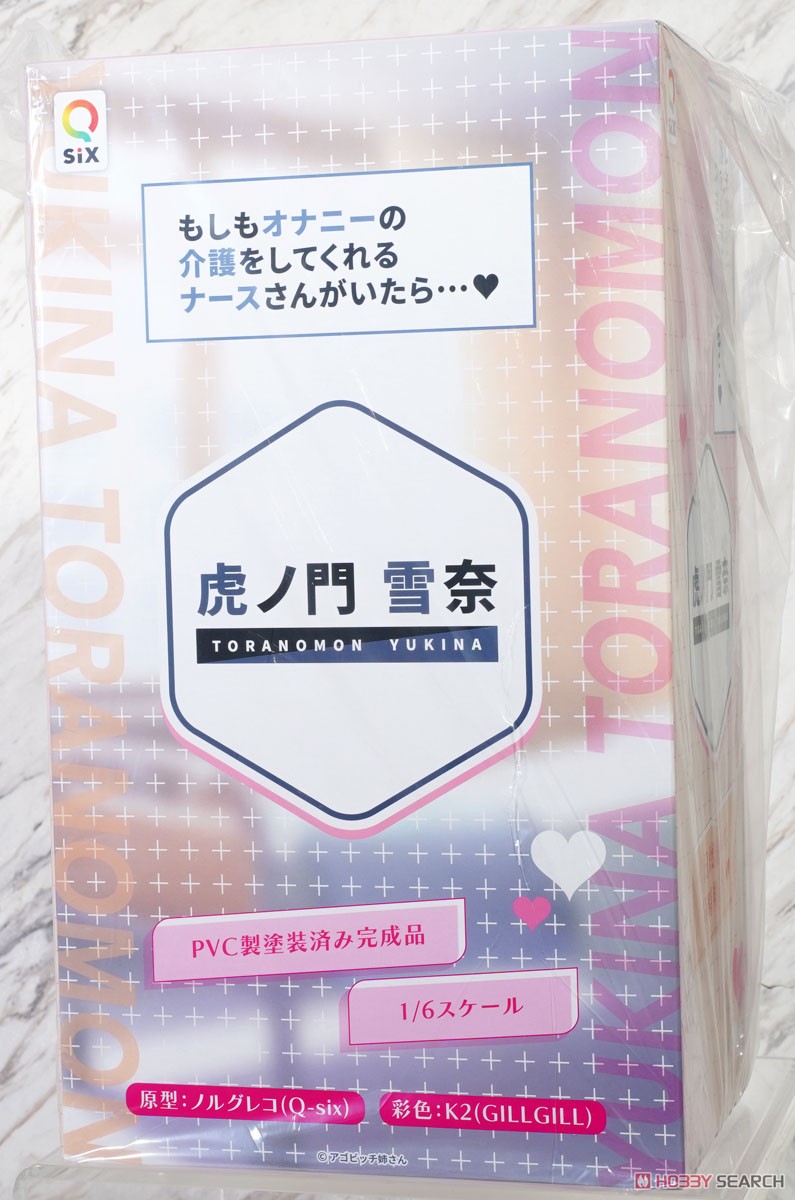 Q
SiX
もしもオナニーの
介護をしてくれる
ナースさんがいたら…♥
YUKINA TORANOMON
YUKINA TORANOMON
虎ノ門 雪奈
TORANOMON YUKINA
PVC製塗装済み完成品
1/6スケール
原型:ノルグレコ(Q-six)
彩色:K2(GILLGILL)
©アゴビッチ姉さん
HOBBY SEARCH